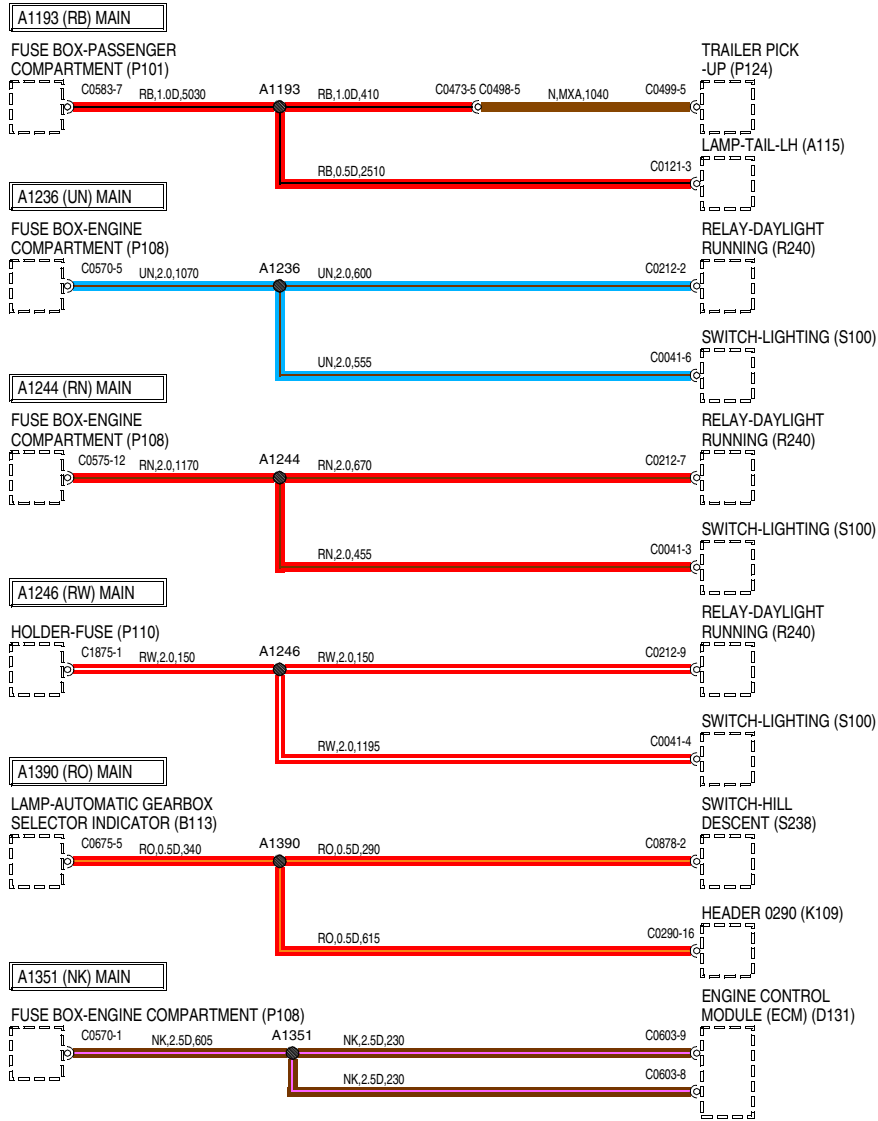 A1193 (RB) MAIN
FUSE BOX-PASSENGER
COMPARTMENT (P101)
TRAILER PICK
-UP (P124)
C0583-7
RB,1.0D,5030
A1193
RB,1.0D,410
C0473-5 C0498-5
N,MXA,1040
C0499-5
LAMP-TAIL-LH (A115)
RB,0.5D,2510
C0121-3
A1236 (UN) MAIN
FUSE BOX-ENGINE
COMPARTMENT (P108)
RELAY-DAYLIGHT
RUNNING (R240)
C0570-5
UN,2.0,1070
A1236
UN,2.0,600
C0212-2
SWITCH-LIGHTING (S100)
UN,2.0,555
C0041-6
A1244 (RN) MAIN
FUSE BOX-ENGINE
COMPARTMENT (P108)
RELAY-DAYLIGHT
RUNNING (R240)
C0575-12
RN,2.0,1170
A1244
RN,2.0,670
C0212-7
SWITCH-LIGHTING (S100)
RN,2.0,455
C0041-3
A1246 (RW) MAIN
HOLDER-FUSE (P110)
RELAY-DAYLIGHT
RUNNING (R240)
C1875-1
RW,2.0,150
A1246
RW,2.0,150
C0212-9
SWITCH-LIGHTING (S100)
RW,2.0,1195
C0041-4
A1390 (RO) MAIN
LAMP-AUTOMATIC GEARBOX
SELECTOR INDICATOR (B113)
SWITCH-HILL
DESCENT (S238)
C0675-5
RO,0.5D,340
A1390
RO,0.5D,290
C0878-2
HEADER 0290 (K109)
RO,0.5D,615
C0290-16
A1351 (NK) MAIN
FUSE BOX-ENGINE COMPARTMENT (P108)
ENGINE CONTROL
MODULE (ECM) (D131)
C0570-1
NK,2.5D,605
A1351
NK,2.5D,230
C0603-9
NK,2.5D,230
C0603-8